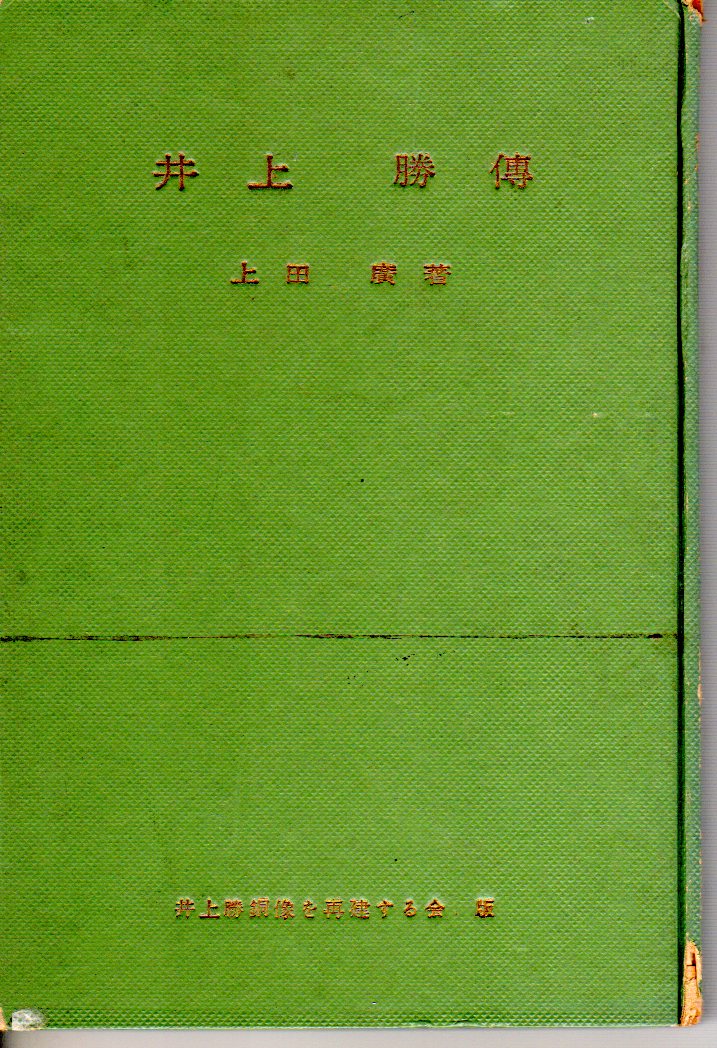 井上 勝傳
上田 廣著
井上勝銅像を再建する会 版